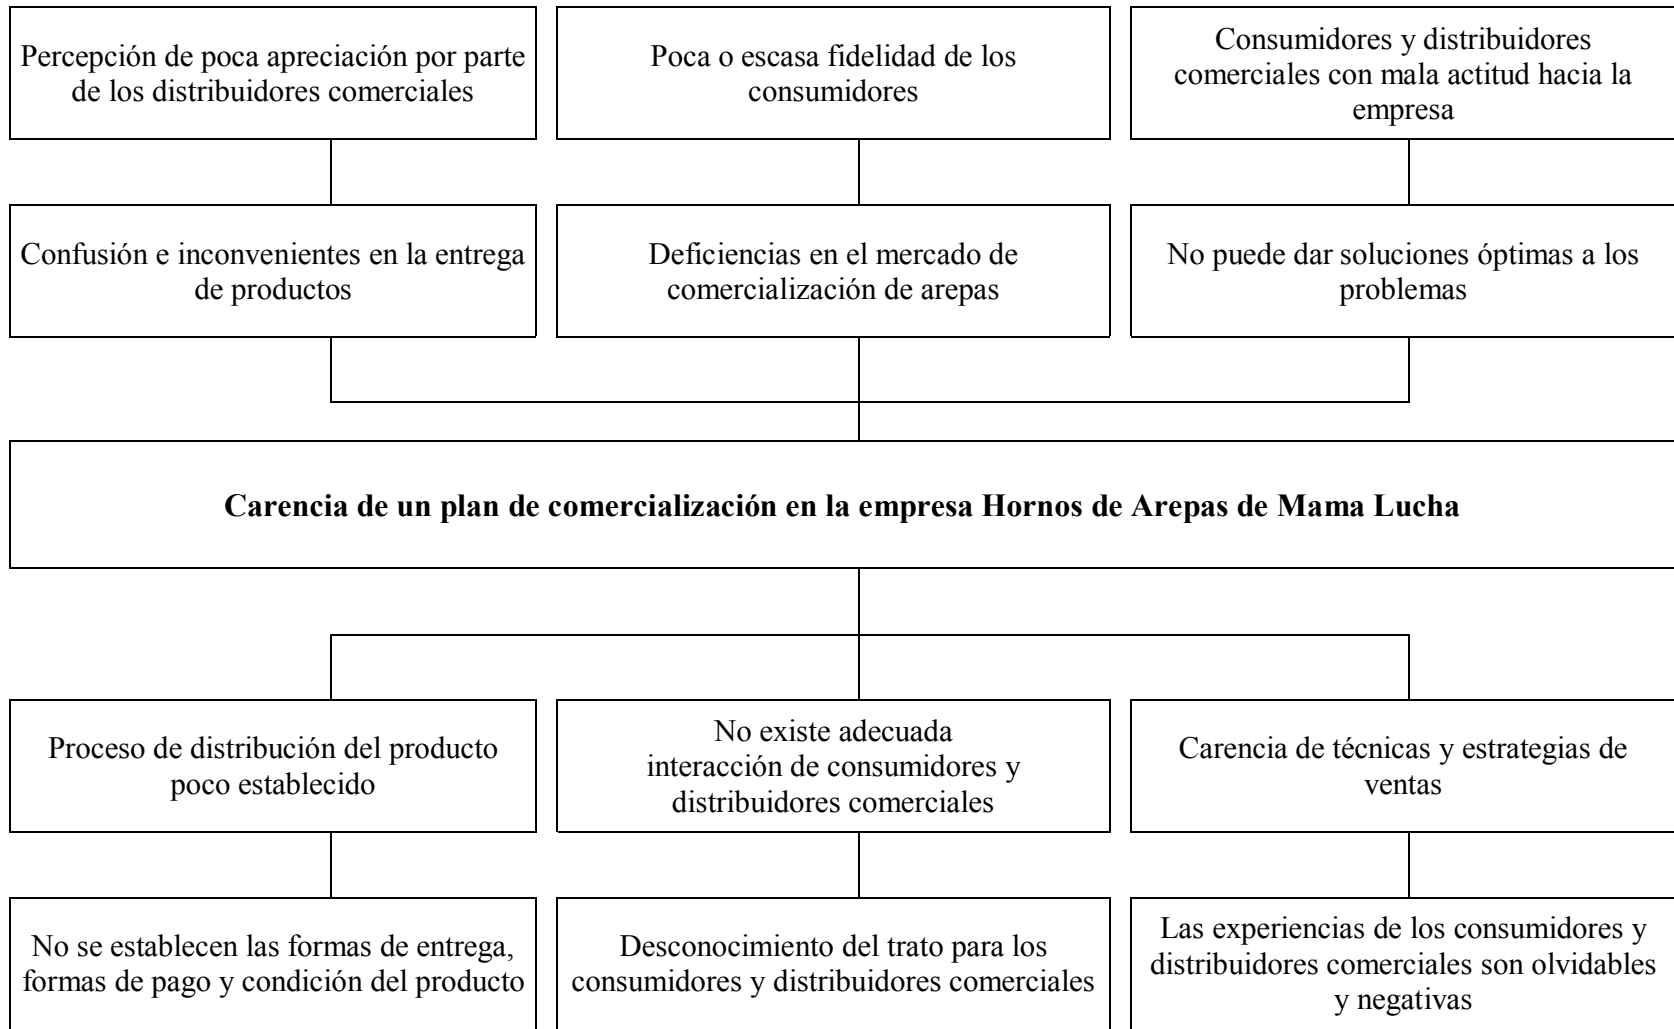 Percepción de poca apreciación por parte
de los distribuidores comerciales
Poca o escasa fidelidad de los
consumidores
Consumidores y distribuidores
comerciales con mala actitud hacia la
empresa
Confusión e inconvenientes en la entrega
de productos
Deficiencias en el mercado de
comercialización de arepas
No puede dar soluciones óptimas a los
problemas
Carencia de un plan de comercialización en la empresa Hornos de Arepas de Mama Lucha
Proceso de distribución del producto
poco establecido
No existe adecuada
interacción de consumidores y
distribuidores comerciales
Carencia de técnicas y estrategias de
ventas
No se establecen las formas de entrega,
formas de pago y condición del producto
Desconocimiento del trato para los
consumidores y distribuidores comerciales
Las experiencias de los consumidores y
distribuidores comerciales son olvidables
y negativas